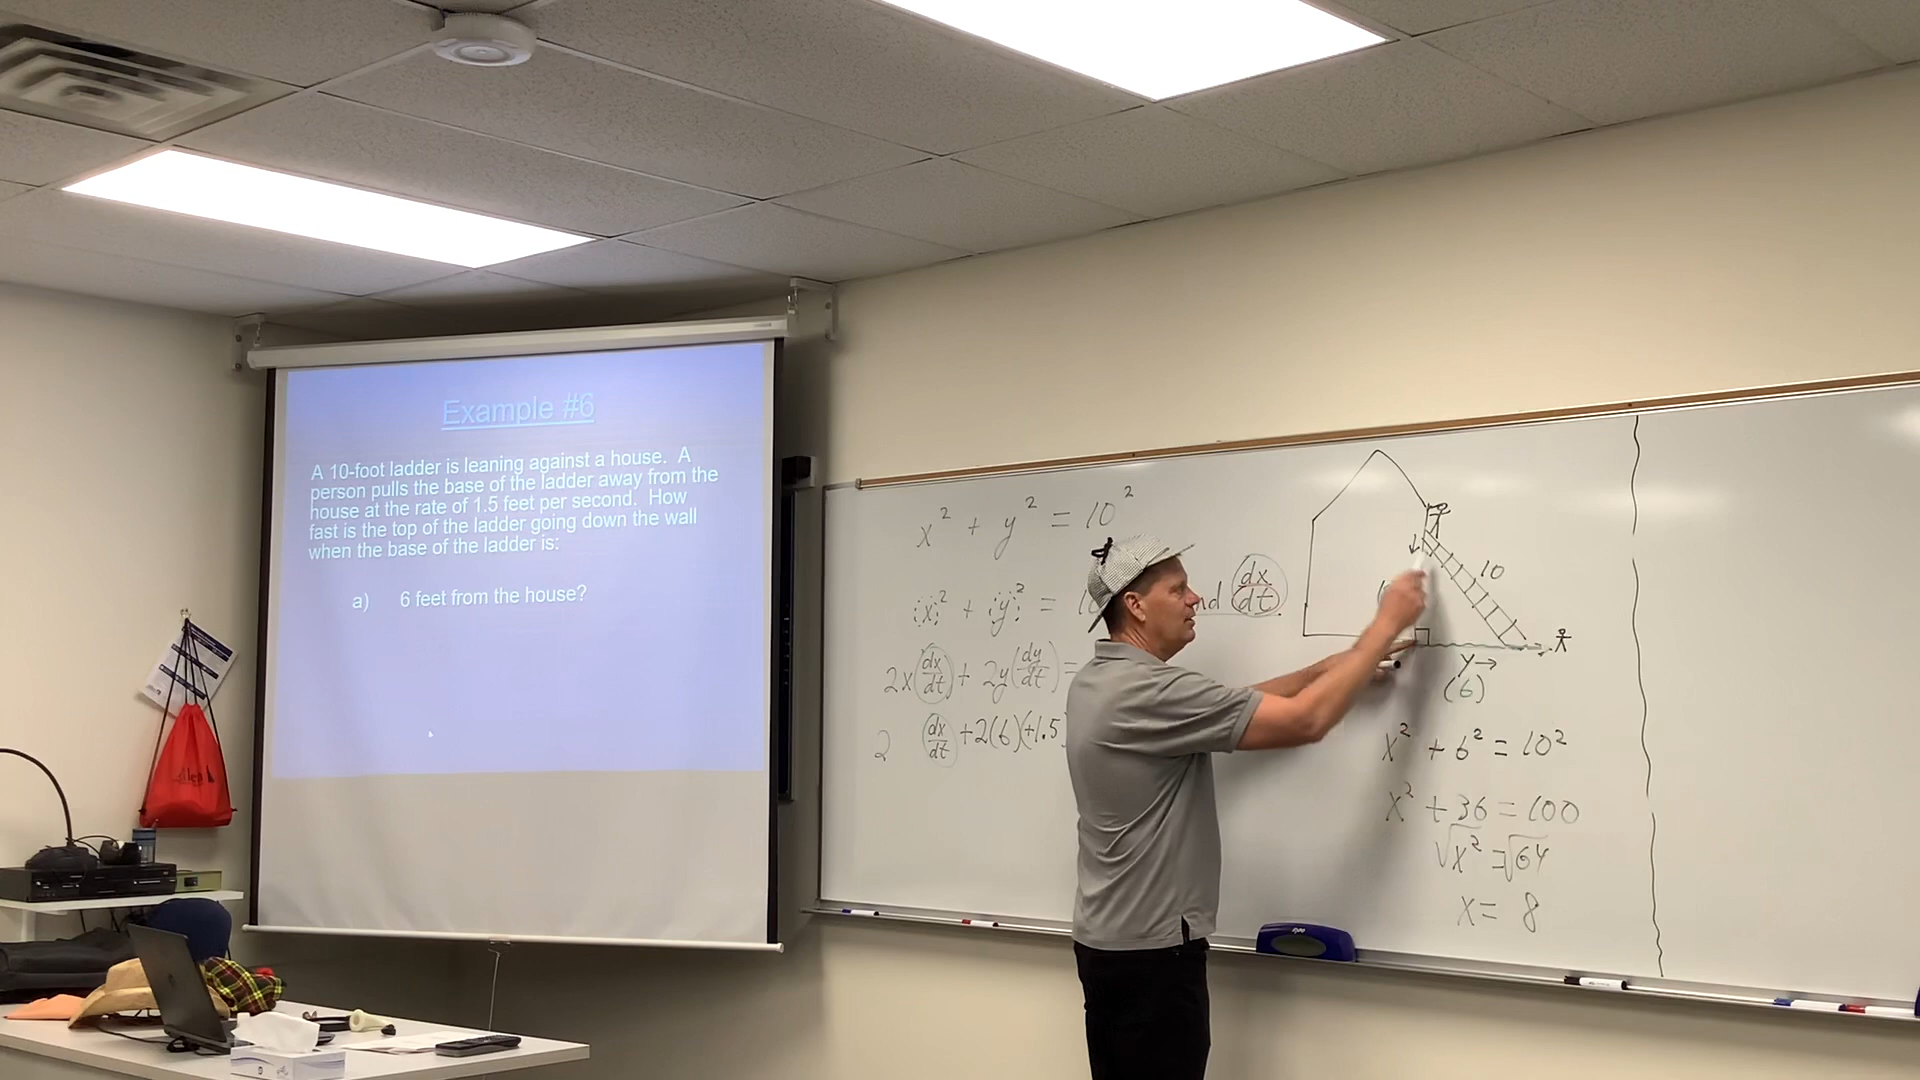 Example #6
A 10-foot ladder is leaning against a house. A
person pulls the base of the ladder away from the
house at the rate of 1.5 feet per second. How
fast is the top of the ladder going down the wall
when the base of the ladder is:
a) 6 feet from the house?
x² + y² = 10²
x² + y² = 10
nd dx/dt.
2x dx/dt + 2y(dy/dt) =
2 dx/dt + 2(6)(+1.5)
10
y→
(6)
x² + 6² = 10²
x² + 36 = 100
√x² = √64
x = 8